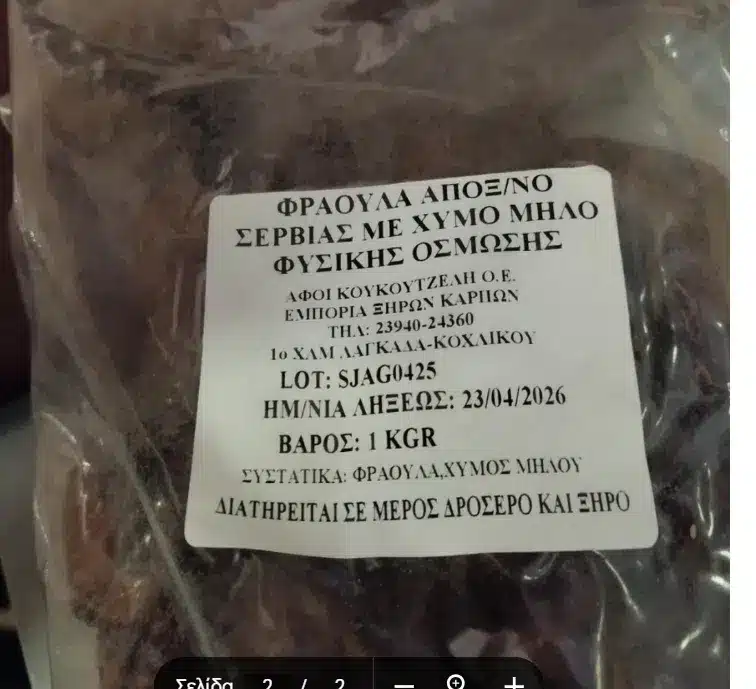 ΦΡΑΟΥΛΑ ΑΠΟΞ/ΝΟ
ΣΕΡΒΙΑΣ ΜΕ ΧΥΜΟ ΜΗΛΟ
ΦΥΣΙΚΗΣ ΟΣΜΩΣΗΣ
ΑΦΟΙ ΚΟΥΚΟΥΤΖΕΛΗ Ο.Ε.
ΕΜΠΟΡΙΑ ΞΗΡΩΝ ΚΑΡΠΩΝ
ΤΗΛ: 23940-24360
1ο ΧΛΜ ΛΑΓΚΑΔΑ-ΚΟΧΛΙΚΟΥ
LOT: SJAG0425
ΗΜ/ΝΙΑ ΛΗΞΕΩΣ: 23/04/2026
ΒΑΡΟΣ: 1 KGR
ΣΥΣΤΑΤΙΚΑ: ΦΡΑΟΥΛΑ,ΧΥΜΟΣ ΜΗΛΟΥ
ΔΙΑΤΗΡΕΙΤΑΙ ΣΕ ΜΕΡΟΣ ΔΡΟΣΕΡΟ ΚΑΙ ΞΗΡΟ
Σελίδα 2 / 2